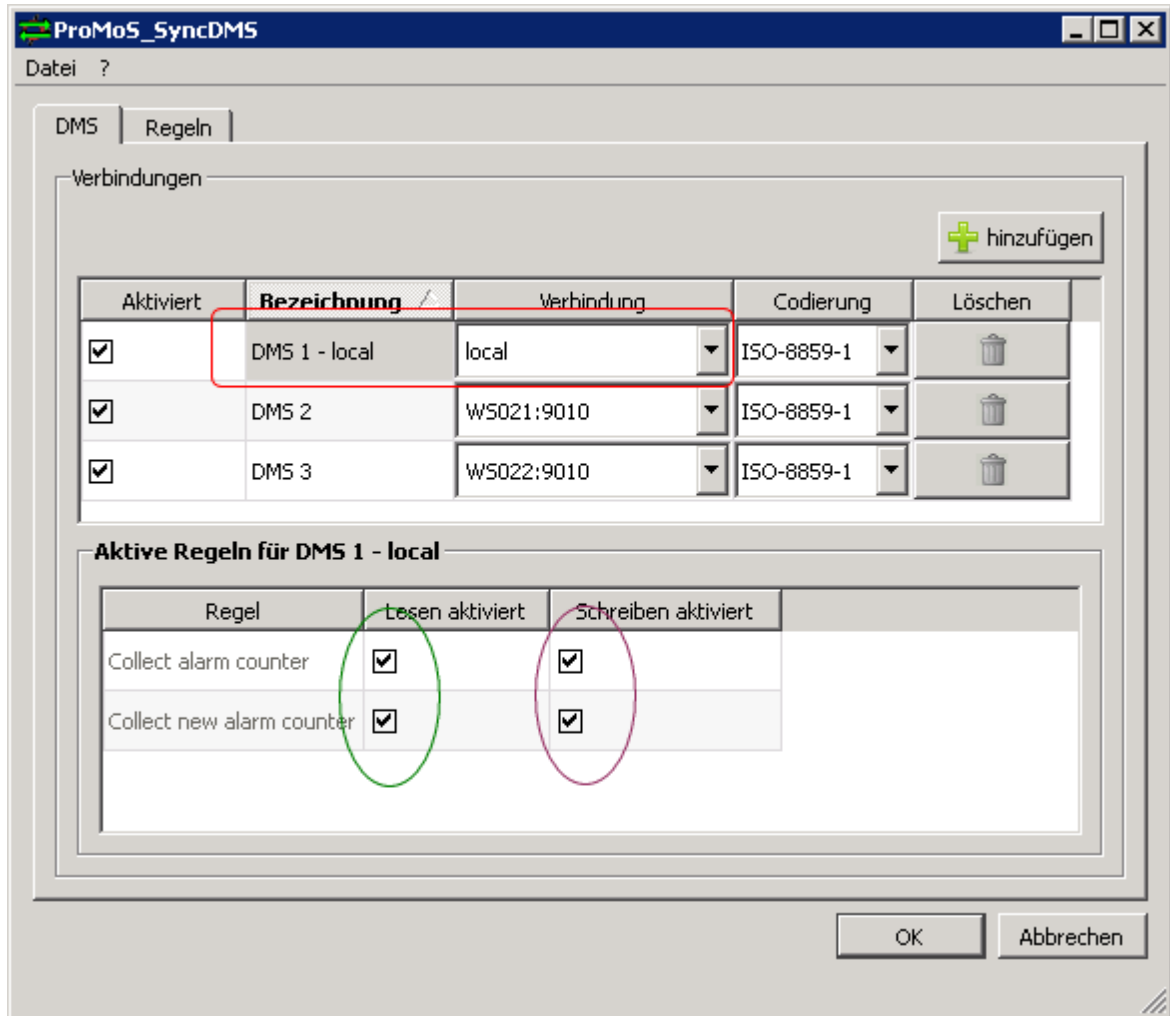 ProMoS_SyncDMS
Datei ?
DMS Regeln
Verbindungen
hinzufügen
Aktiviert Bezeichnung Verbindung Codierung Löschen
DMS 1 - local local ISO-8859-1
DMS 2 WS021:9010 ISO-8859-1
DMS 3 WS022:9010 ISO-8859-1
Aktive Regeln für DMS 1 - local
Regel Lesen aktiviert Schreiben aktiviert
Collect alarm counter
Collect new alarm counter
OK Abbrechen